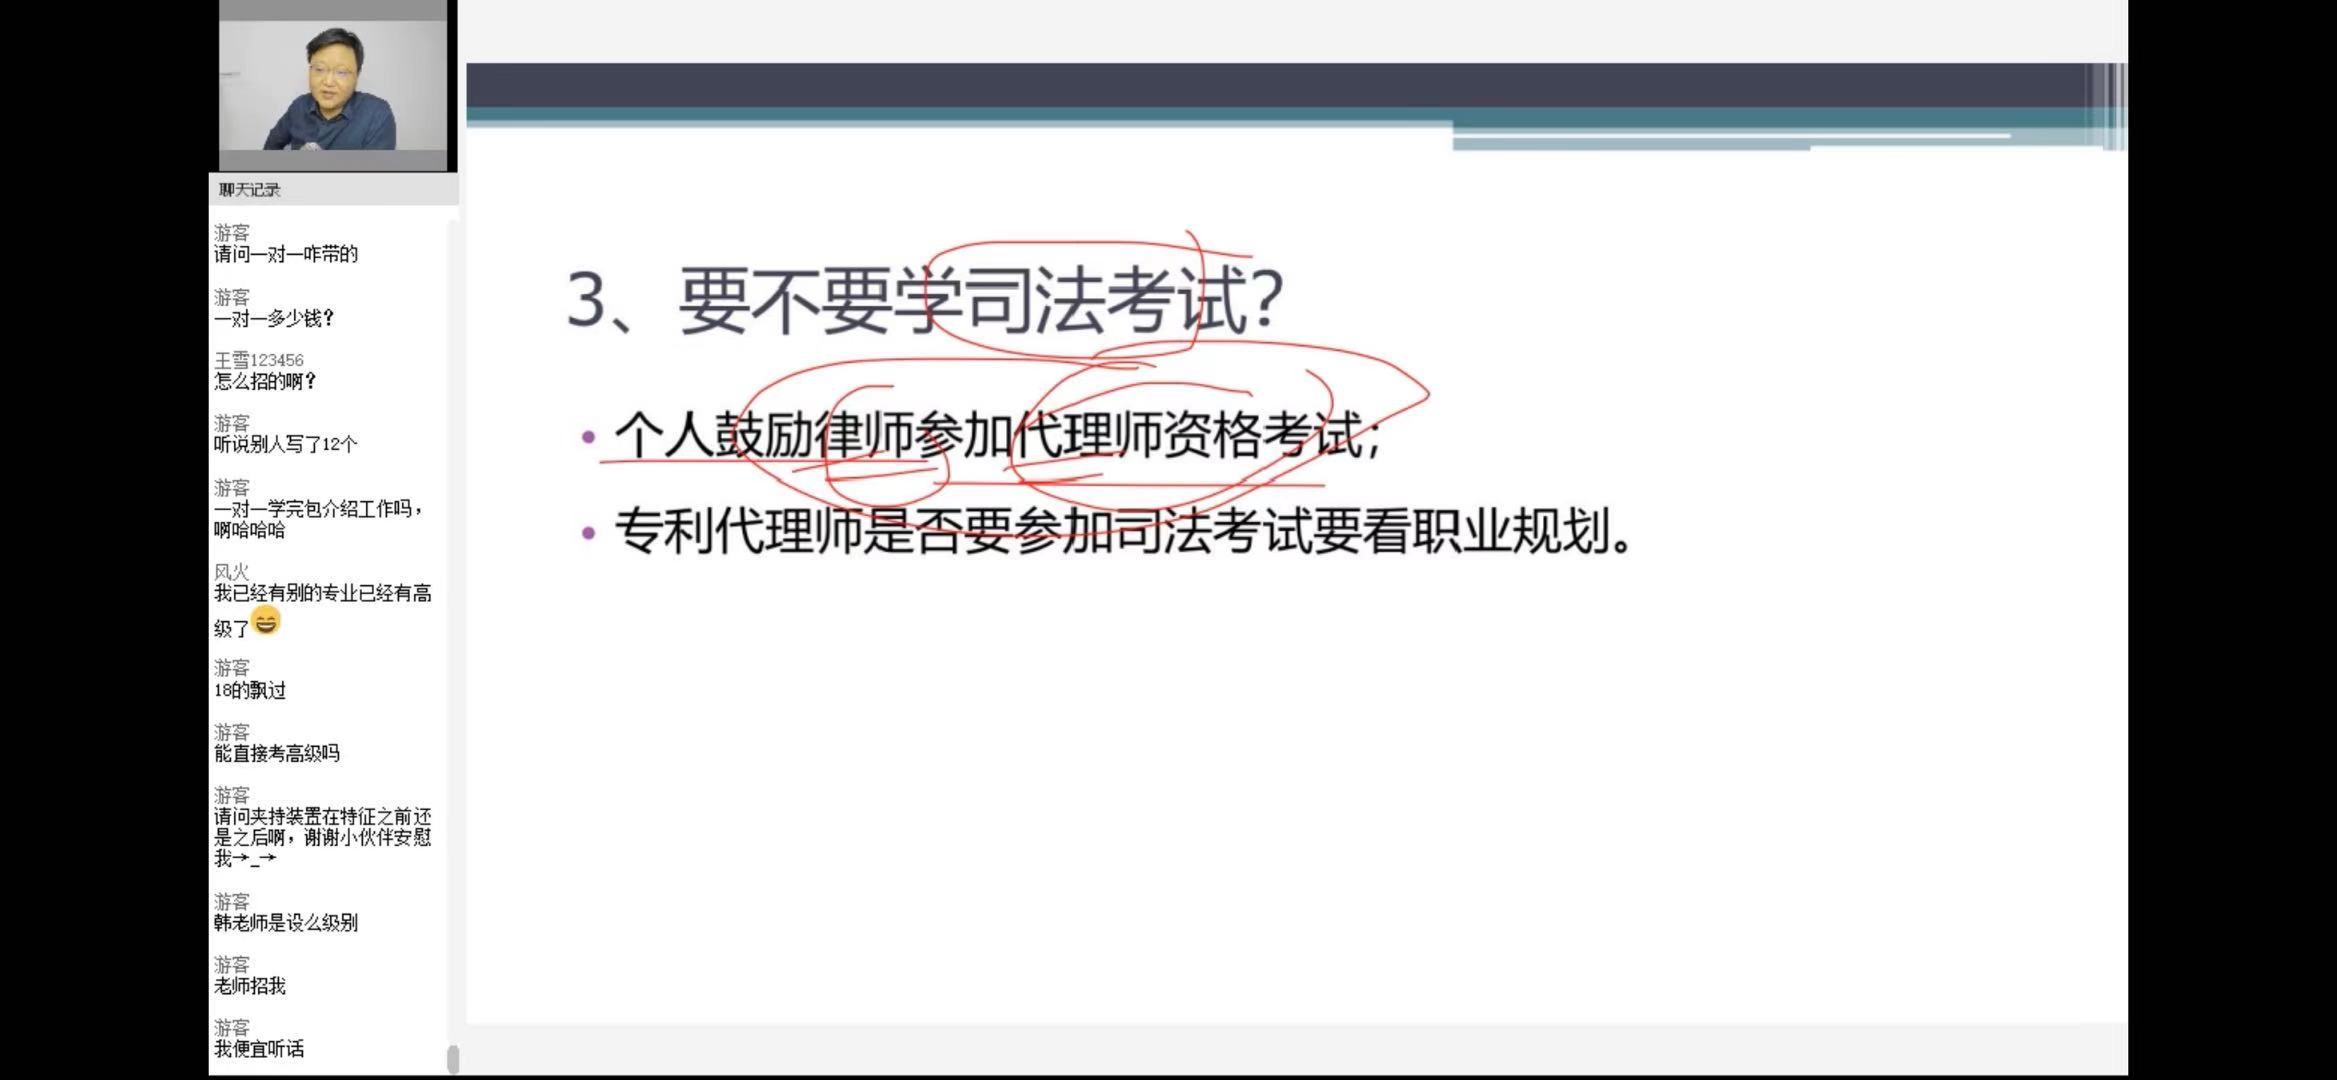 聊天记录
游客
请问一对一咋带的
游客
一对一多少钱?
王雪123456
怎么招的啊?
游客
听说别人写了12个
游客
一对一学完包介绍工作吗,
啊哈哈哈
风火
我已经有别的专业已经有高
级了
游客
18的飘过
游客
能直接考高级吗
游客
请问夹持装置在特征之前还
是之后啊,谢谢小伙伴安慰
我→_→
游客
韩老师是设么级别
游客
老师招我
游客
我便宜听话
3、要不要学司法考试?
• 个人鼓励律师参加代理师资格考试;
• 专利代理师是否要参加司法考试要看职业规划。